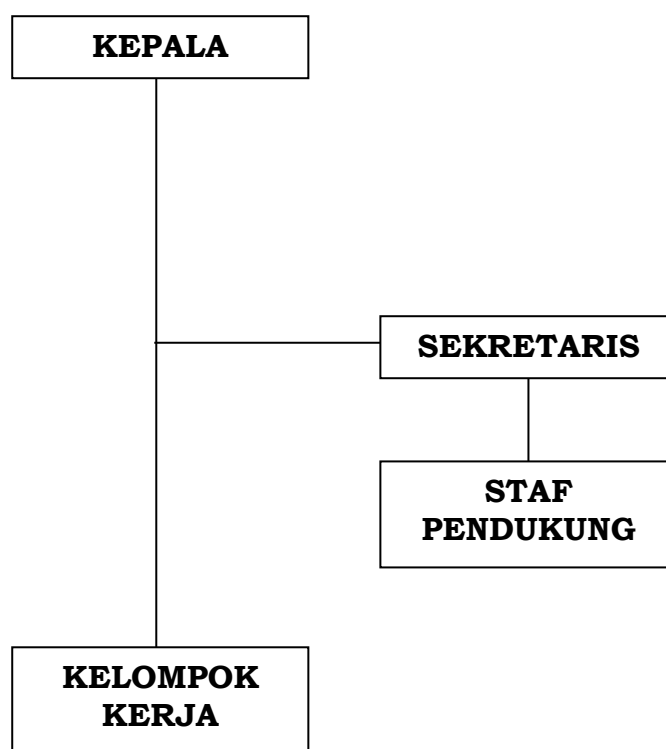 KEPALA
SEKRETARIS
STAF
PENDUKUNG
KELOMPOK
KERJA